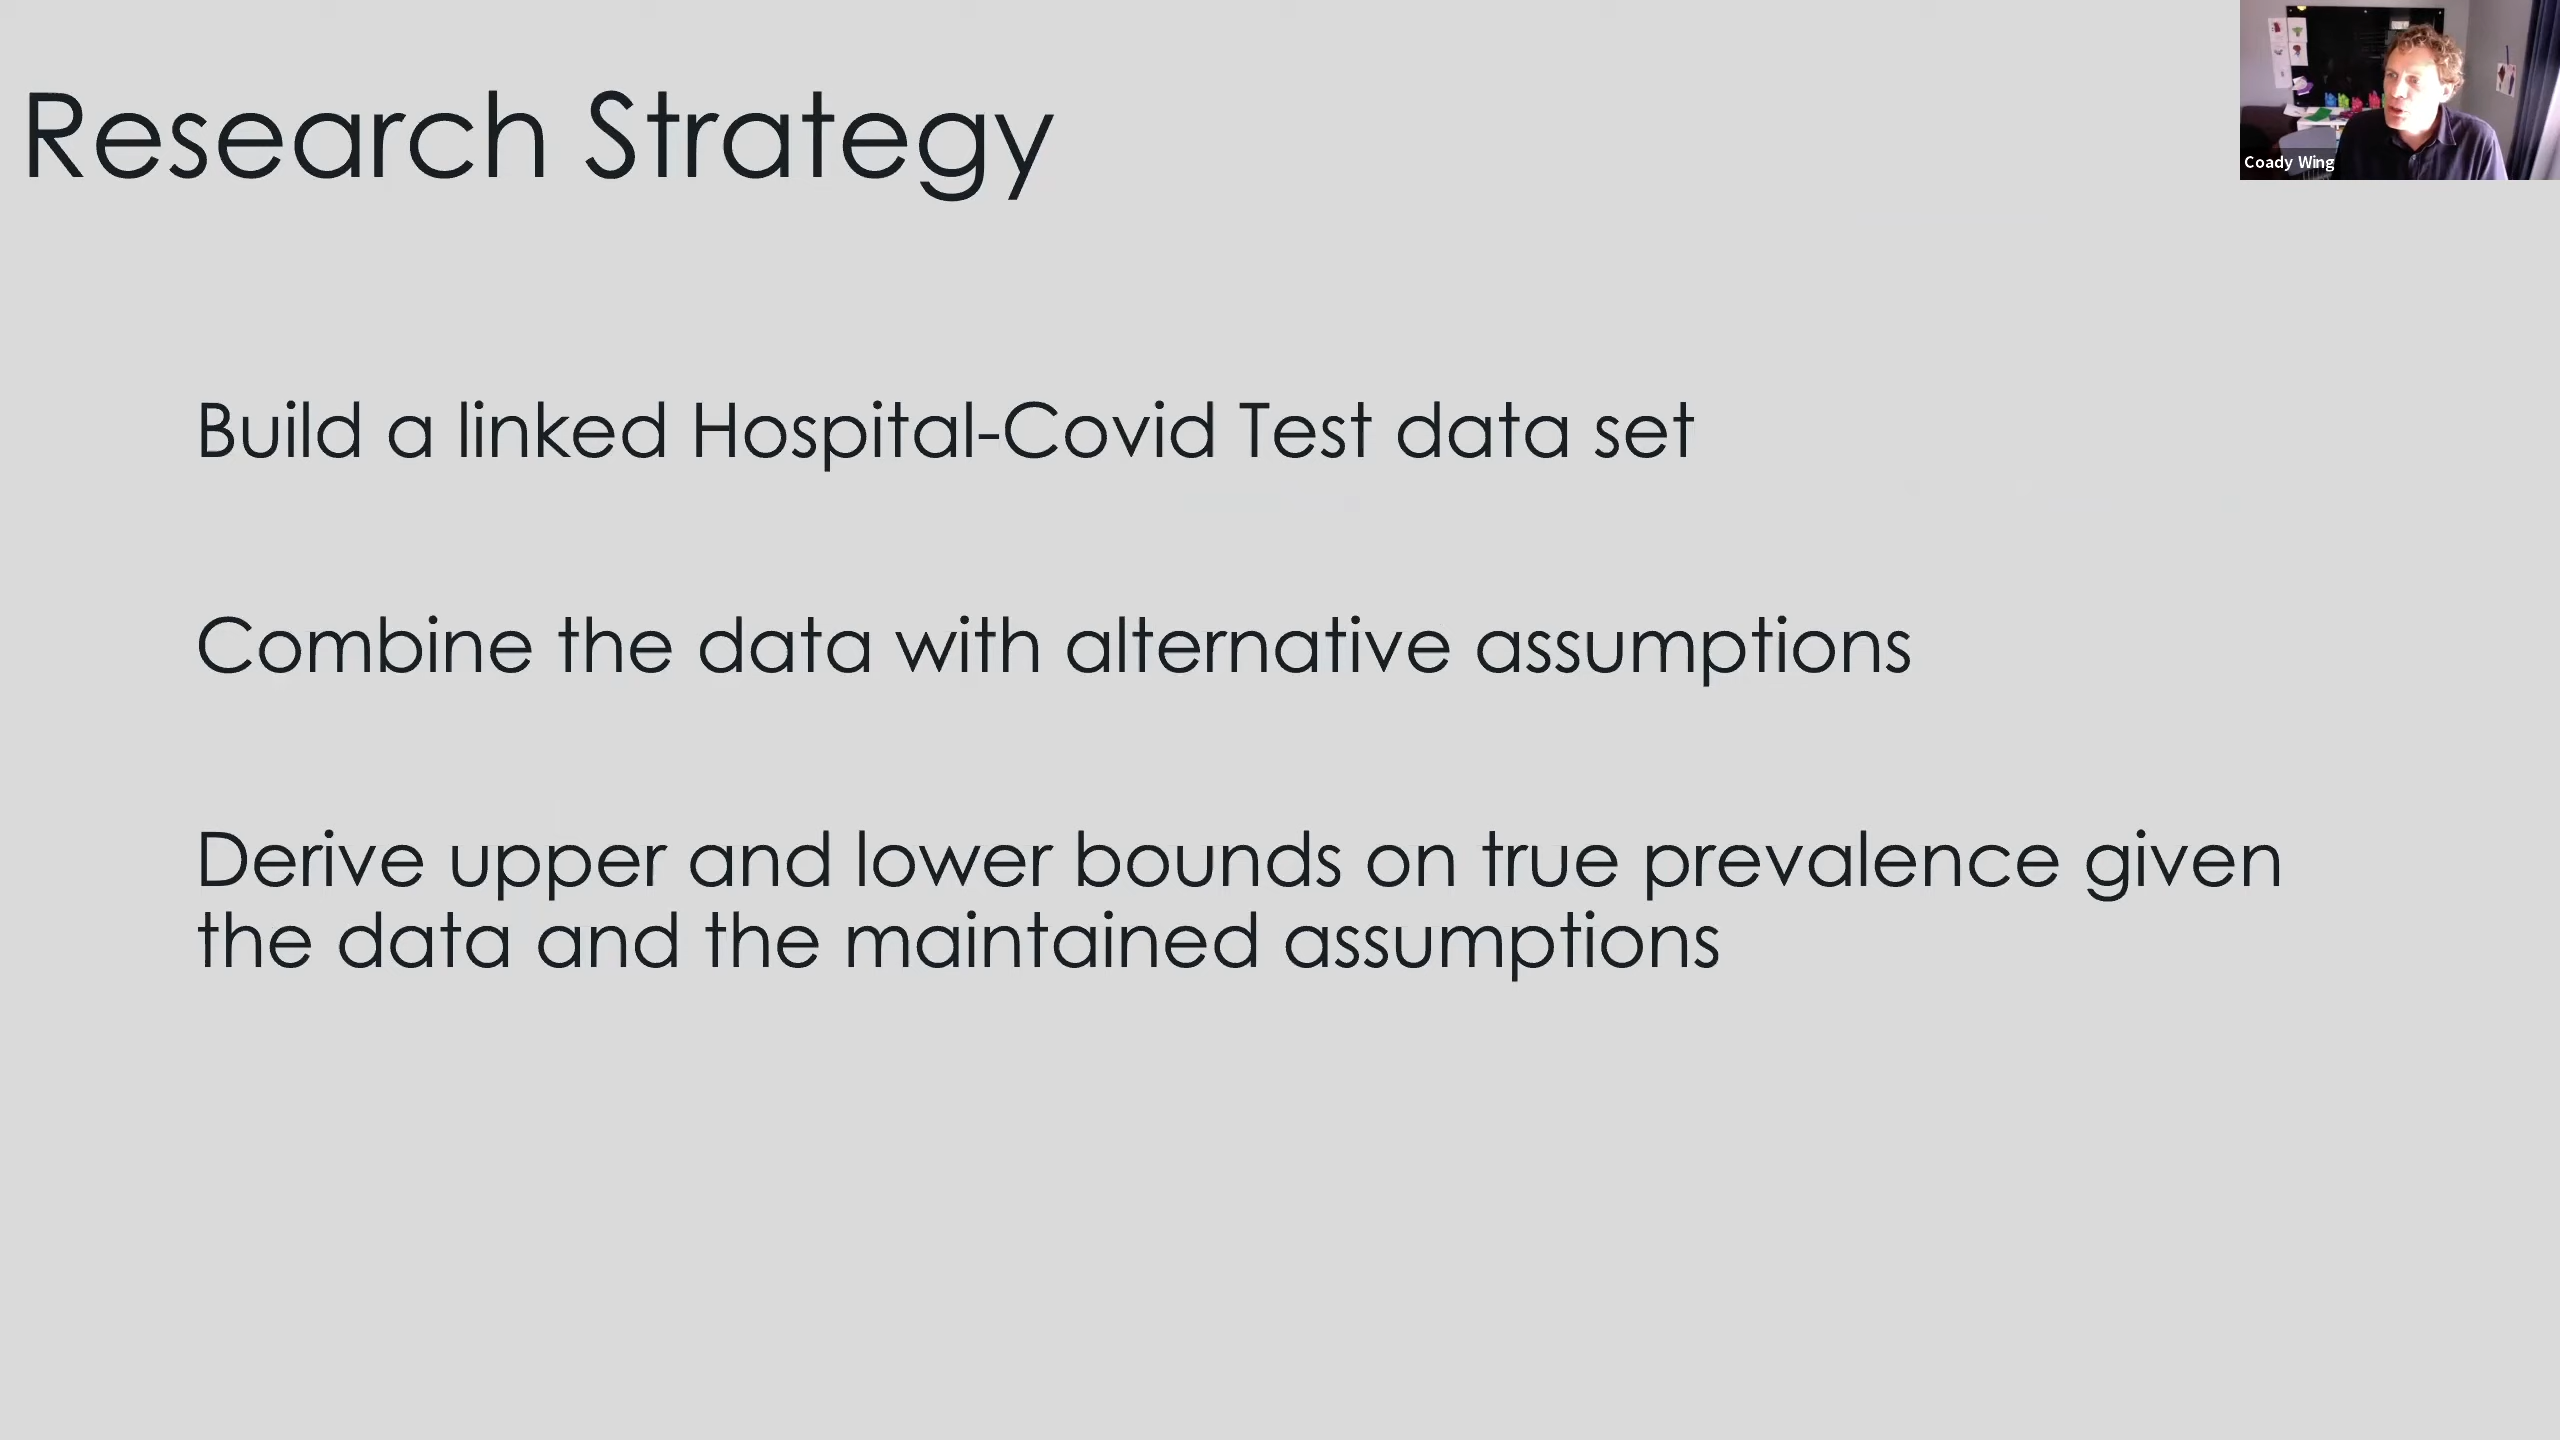 Research Strategy
Coady Wing
Build a linked Hospital-Covid Test data set
Combine the data with alternative assumptions
Derive upper and lower bounds on true prevalence given
the data and the maintained assumptions